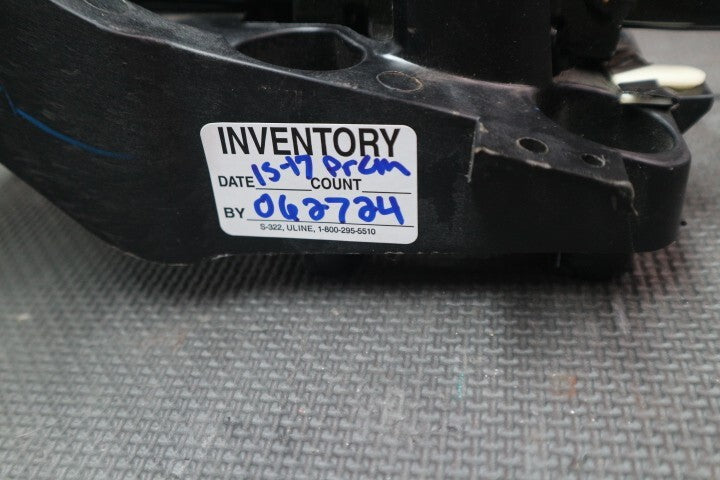 INVENTORY
DATE 15-17 Prem COUNT
BY 062724
S-322, ULINE, 1-800-295-5510